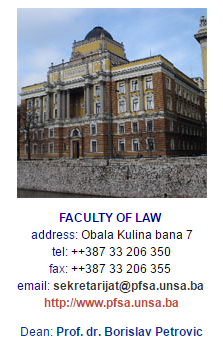 FACULTY OF LAW
address: Obala Kulina bana 7
tel: ++387 33 206 350
fax: ++387 33 206 355
email: sekretarijat@pfsa.unsa.ba
http://www.pfsa.unsa.ba
Dean: Prof. dr. Borislav Petrovic